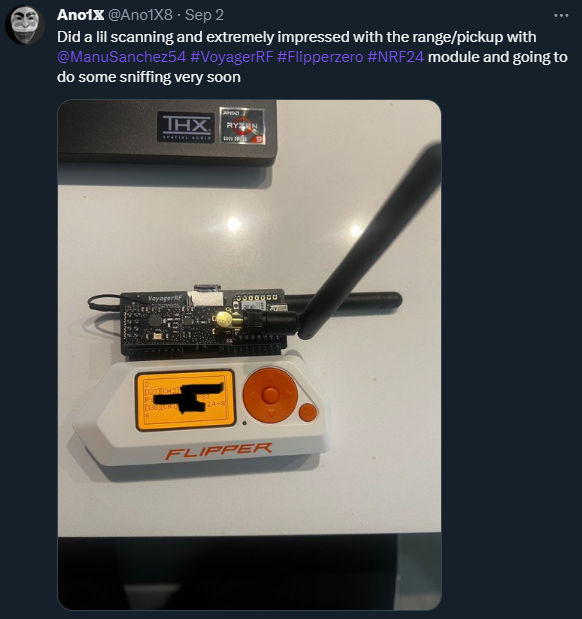 Ano1X @Ano1X8 · Sep 2
Did a lil scanning and extremely impressed with the range/pickup with
@ManuSanchez54 #VoyagerRF #Flipperzero #NRF24 module and going to
do some sniffing very soon
THX
SPATIAL AUDIO
AMD
RYZEN
9
VoyagerRF
FLIPPER